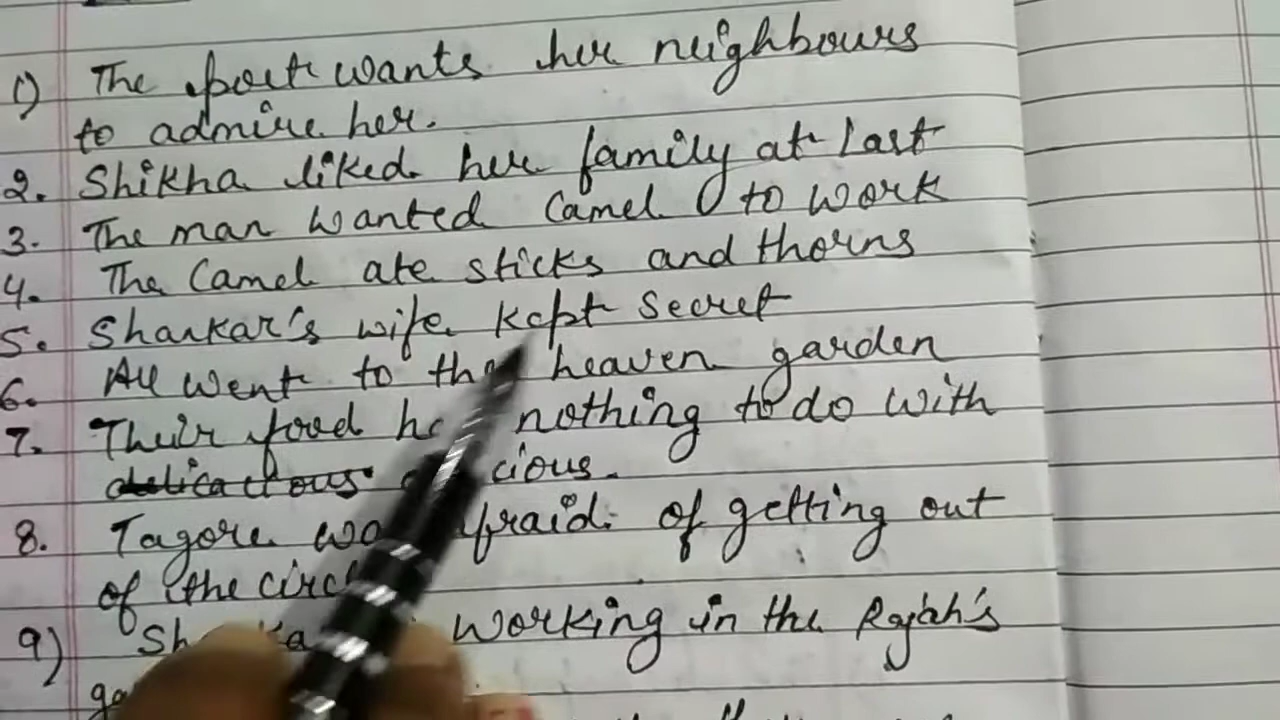 1) The poet wants her neighbours
to admire her.
2. Shikha liked her family at last
3. The man wanted Camel to work
4. The Camel ate sticks and thorns
5. Shankar's wife kept Secret
6. All went to the heaven garden
7. Their food nothing to do with
8. Tagore afraid of getting out
of the
9) working in the Rajah's